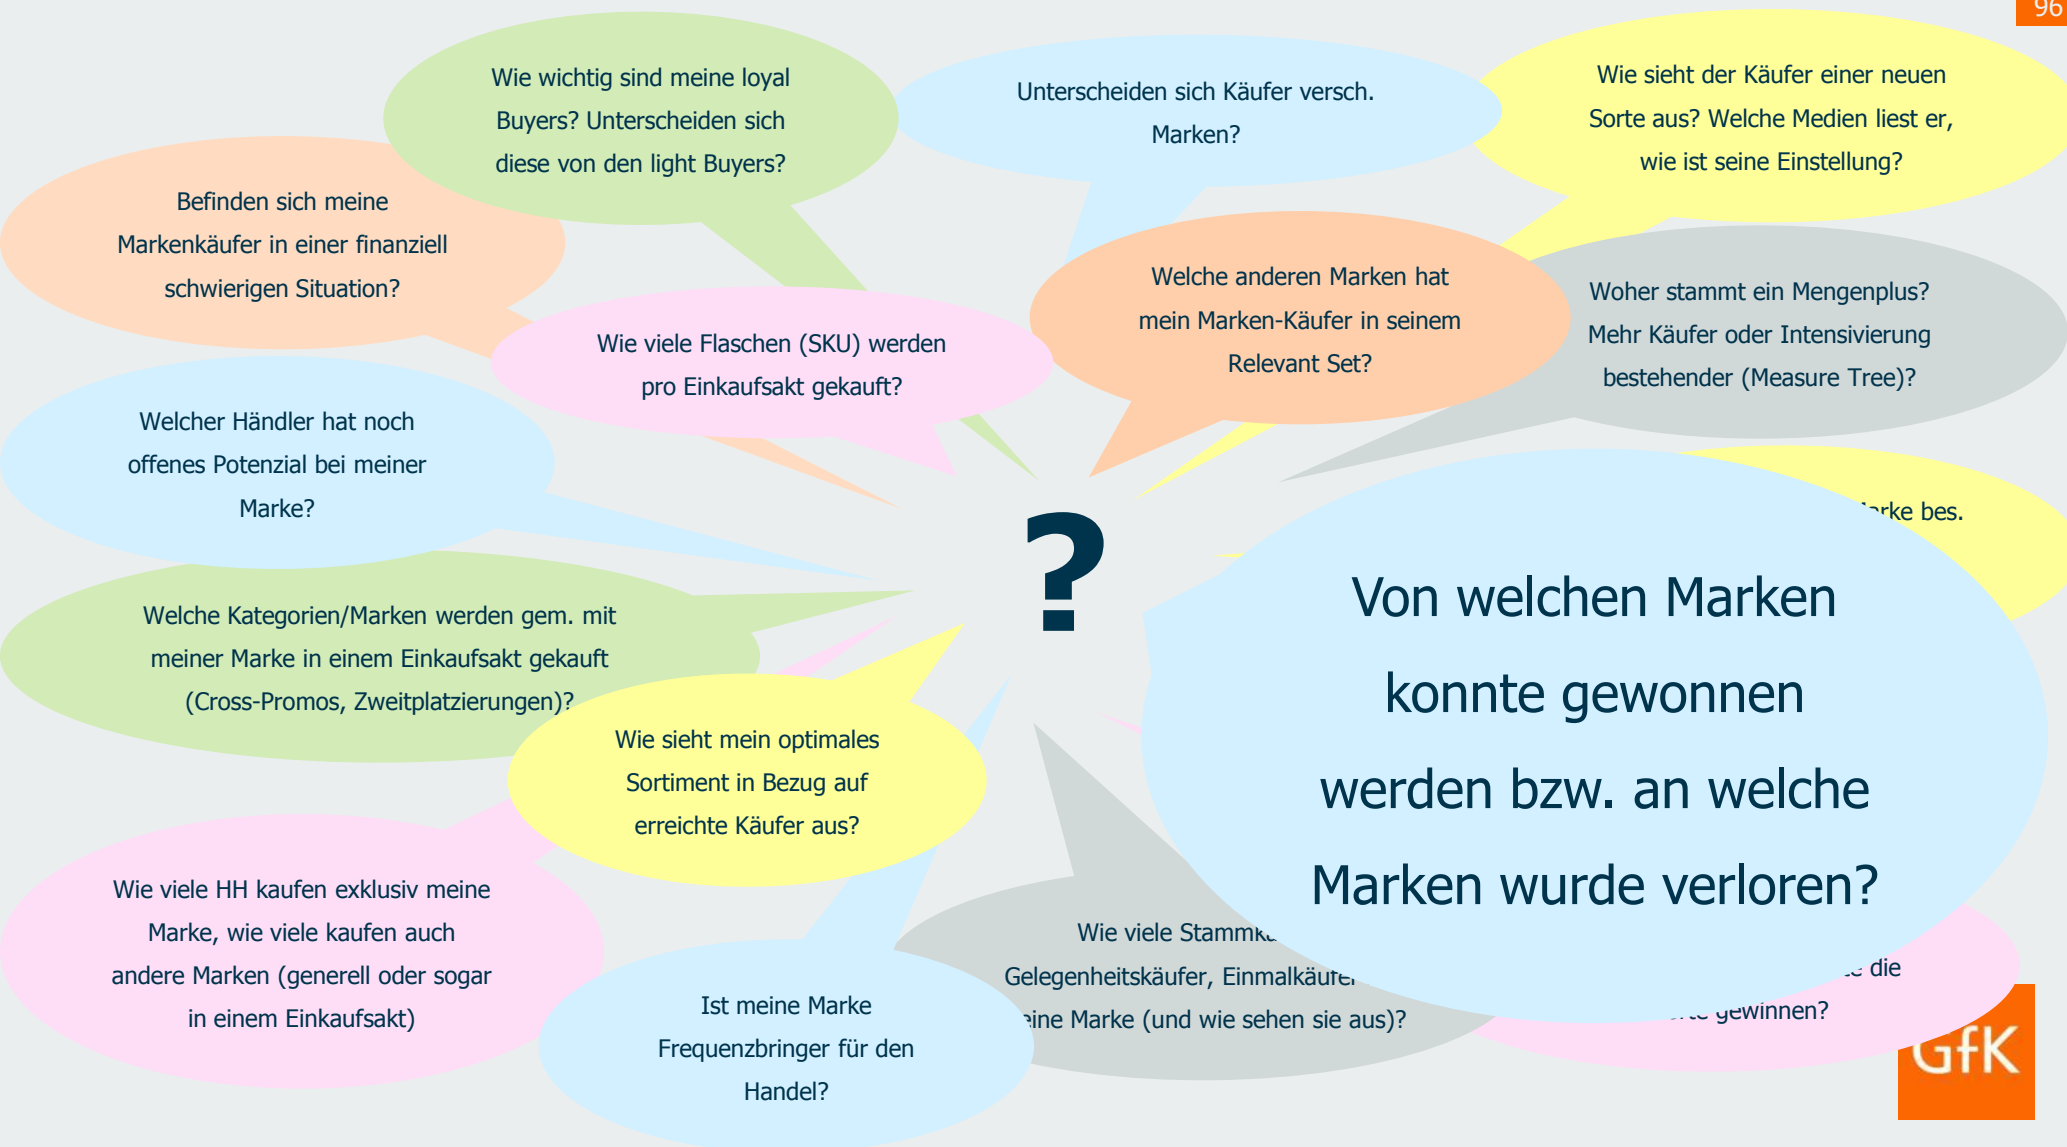 96
Wie wichtig sind meine loyal
Buyers? Unterscheiden sich
diese von den light Buyers?
Unterscheiden sich Käufer versch.
Marken?
Wie sieht der Käufer einer neuen
Sorte aus? Welche Medien liest er,
wie ist seine Einstellung?
Befinden sich meine
Markenkäufer in einer finanziell
schwierigen Situation?
Wie viele Flaschen (SKU) werden
pro Einkaufsakt gekauft?
Welche anderen Marken hat
mein Marken-Käufer in seinem
Relevant Set?
Woher stammt ein Mengenplus?
Mehr Käufer oder Intensivierung
bestehender (Measure Tree)?
Welcher Händler hat noch
offenes Potenzial bei meiner
Marke?
bes.
?
Von welchen Marken
konnte gewonnen
werden bzw. an welche
Marken wurde verloren?
Welche Kategorien/Marken werden gem. mit
meiner Marke in einem Einkaufsakt gekauft
(Cross-Promos, Zweitplatzierungen)?
Wie sieht mein optimales
Sortiment in Bezug auf
erreichte Käufer aus?
Wie viele HH kaufen exklusiv meine
Marke, wie viele kaufen auch
andere Marken (generell oder sogar
in einem Einkaufsakt)
Ist meine Marke
Frequenzbringer für den
Handel?
Wie viele
Gelegenheitskäufer, Einmalkäufer
Marke (und wie sehen sie aus)?
die
gewinnen?
GfK